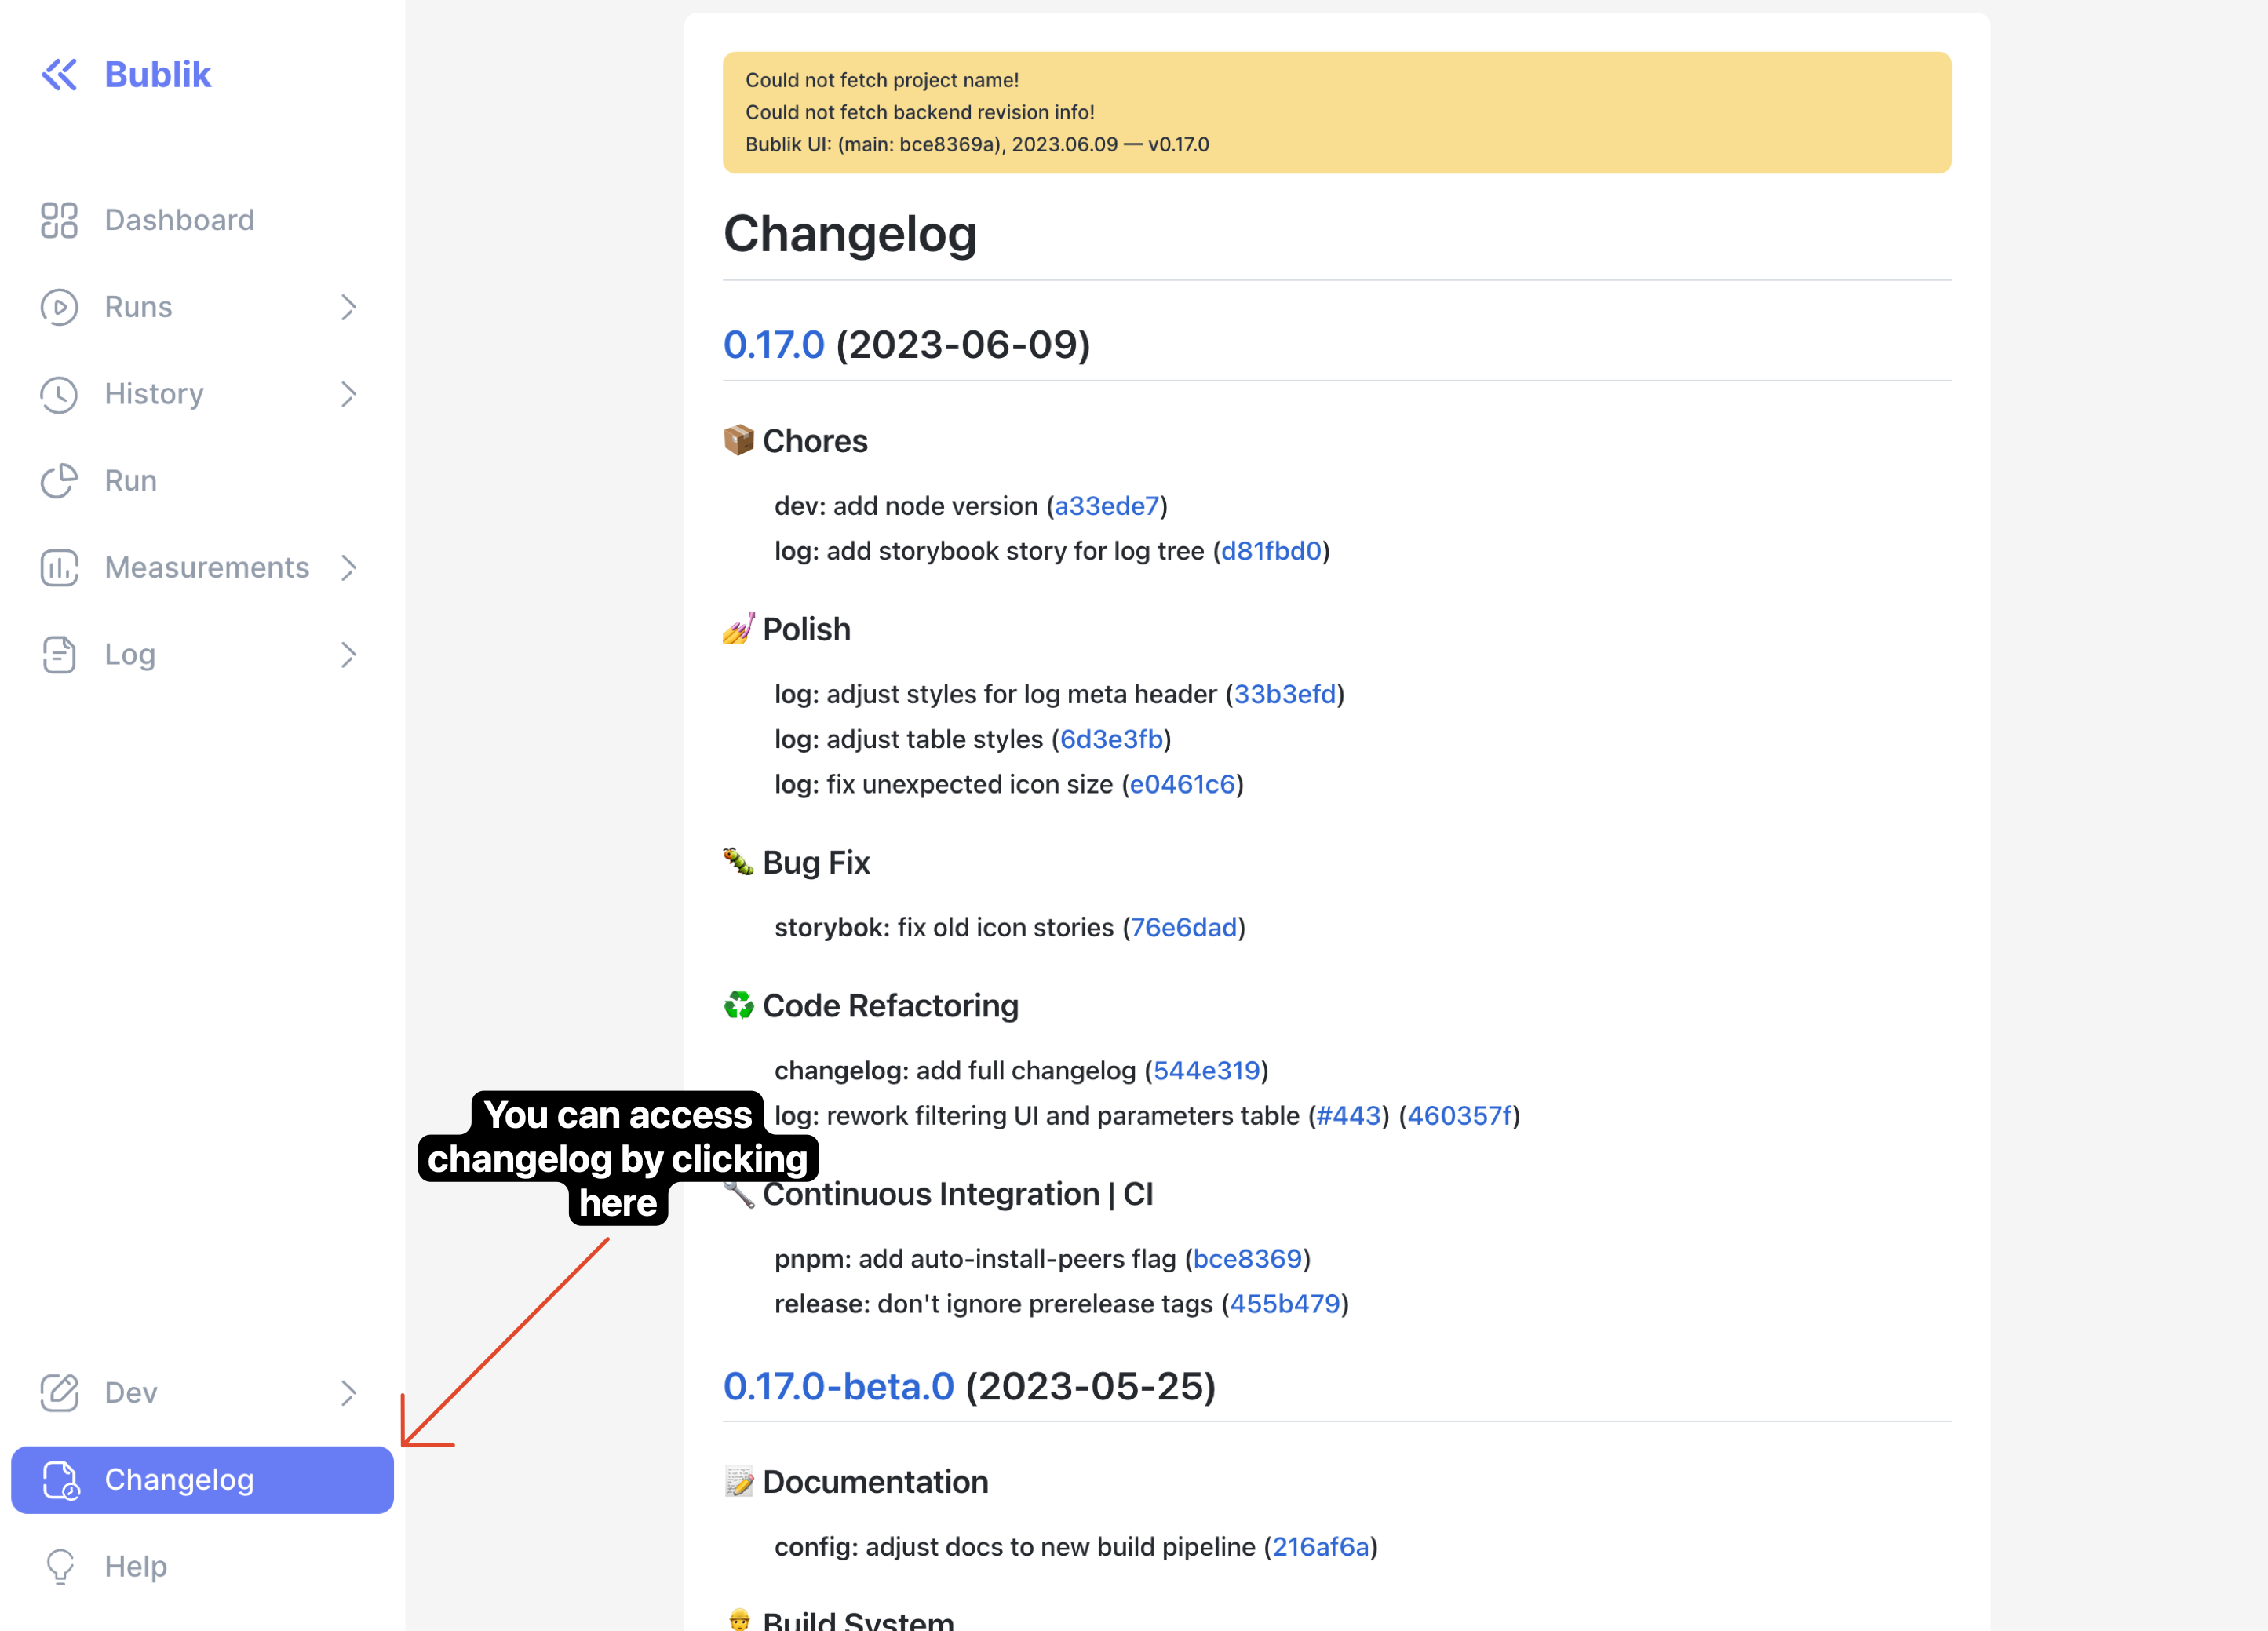 Bublik
Dashboard
Runs
History
Run
Measurements
Log
Dev
Changelog
Help
Could not fetch project name!
Could not fetch backend revision info!
Bublik UI: (main: bce8369a), 2023.06.09 — v0.17.0
Changelog
0.17.0 (2023-06-09)
📦 Chores
dev: add node version (a33ede7)
log: add storybook story for log tree (d81fbd0)
💅 Polish
log: adjust styles for log meta header (33b3efd)
log: adjust table styles (6d3e3fb)
log: fix unexpected icon size (e0461c6)
🐛 Bug Fix
storybok: fix old icon stories (76e6dad)
♻️ Code Refactoring
changelog: add full changelog (544e319)
log: rework filtering UI and parameters table (#443) (460357f)
🔧 Continuous Integration | CI
pnpm: add auto-install-peers flag (bce8369)
release: don't ignore prerelease tags (455b479)
0.17.0-beta.0 (2023-05-25)
📝 Documentation
config: adjust docs to new build pipeline (216af6a)
👷 Build System
You can access
changelog by clicking
here